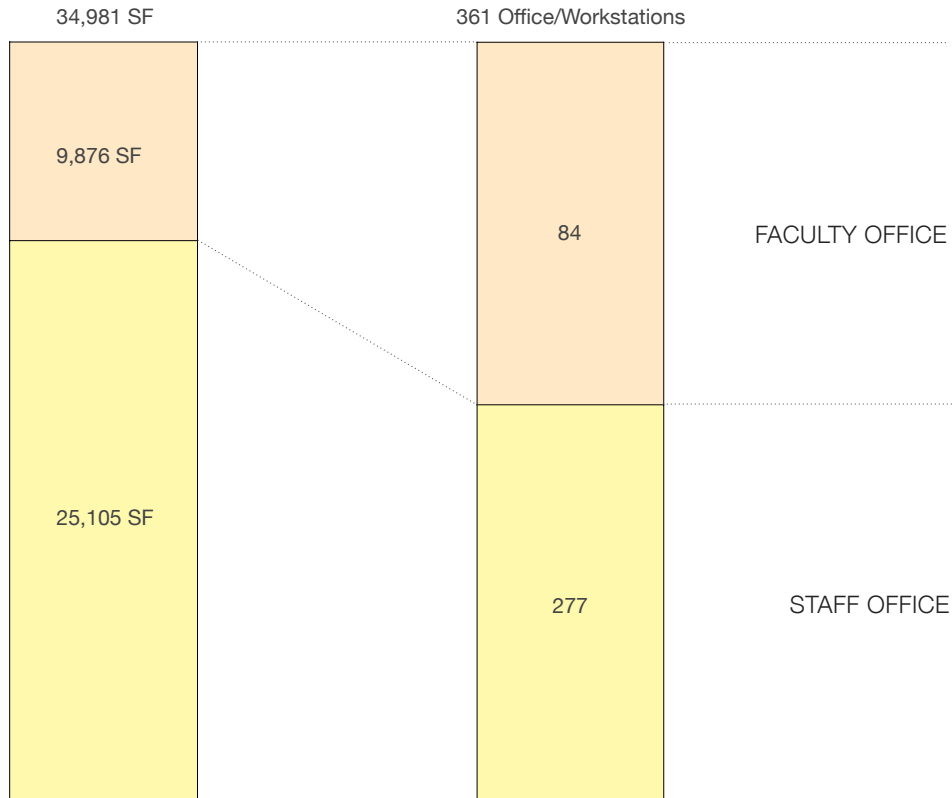 34,981 SF
361 Office/Workstations
9,876 SF
84
FACULTY OFFICE
25,105 SF
277
STAFF OFFICE